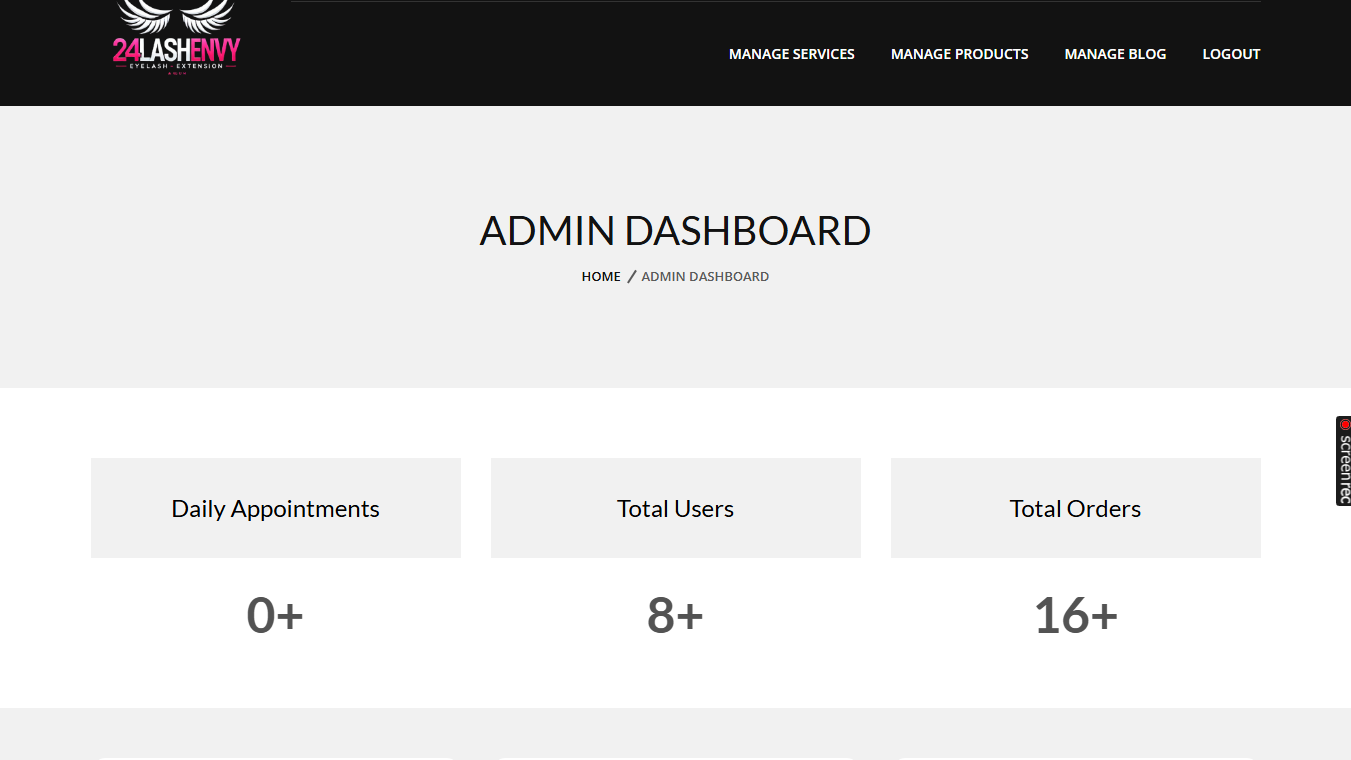 24LASHENVY
EYELASH - EXTENSION
MANAGE SERVICES
MANAGE PRODUCTS
MANAGE BLOG
LOGOUT
ADMIN DASHBOARD
HOME / ADMIN DASHBOARD
Daily Appointments
Total Users
Total Orders
0+
8+
16+
screenrec